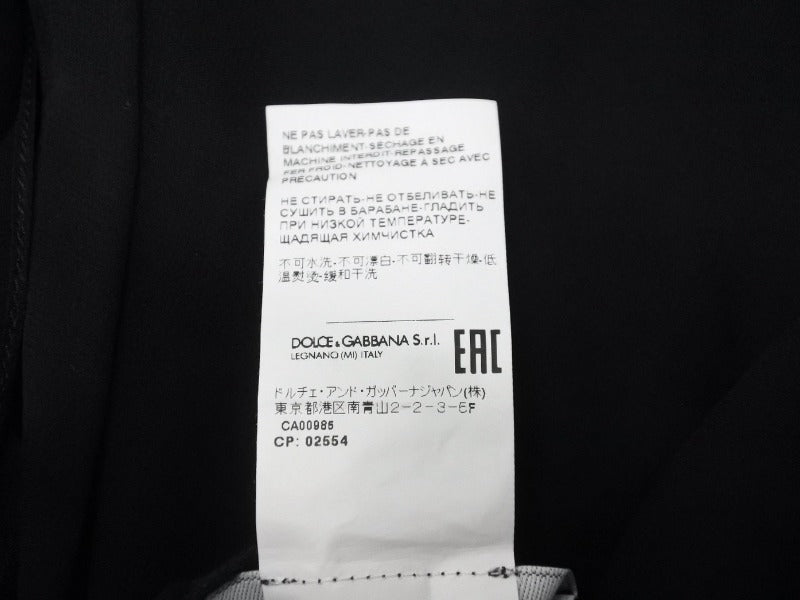 NE PAS LAVER-PAS DE
BLANCHIMENT-SÉCHAGE EN
MACHINE INTERDIT-REPASSAGE
FER FROID-NETTOYAGE A SEC AVEC
PRÉCAUTION
НЕ СТИРАТЬ-НЕ ОТБЕЛИВАТЬ-НЕ
СУШИТЬ В БАРАБАНЕ-ГЛАДИТЬ
ПРИ НИЗКОЙ ТЕМПЕРАТУРЕ-
ЩАДЯЩАЯ ХИМЧИСТКА
不可水洗-不可漂白-不可翻转干燥-低
温熨烫-缓和干洗
DOLCE & GABBANA S.r.l.
LEGNANO (MI) ITALY
EAC
ドルチェ・アンド・ガッバーナジャパン(株)
東京都港区南青山2-2-3-6F
CA00985
CP: 02554